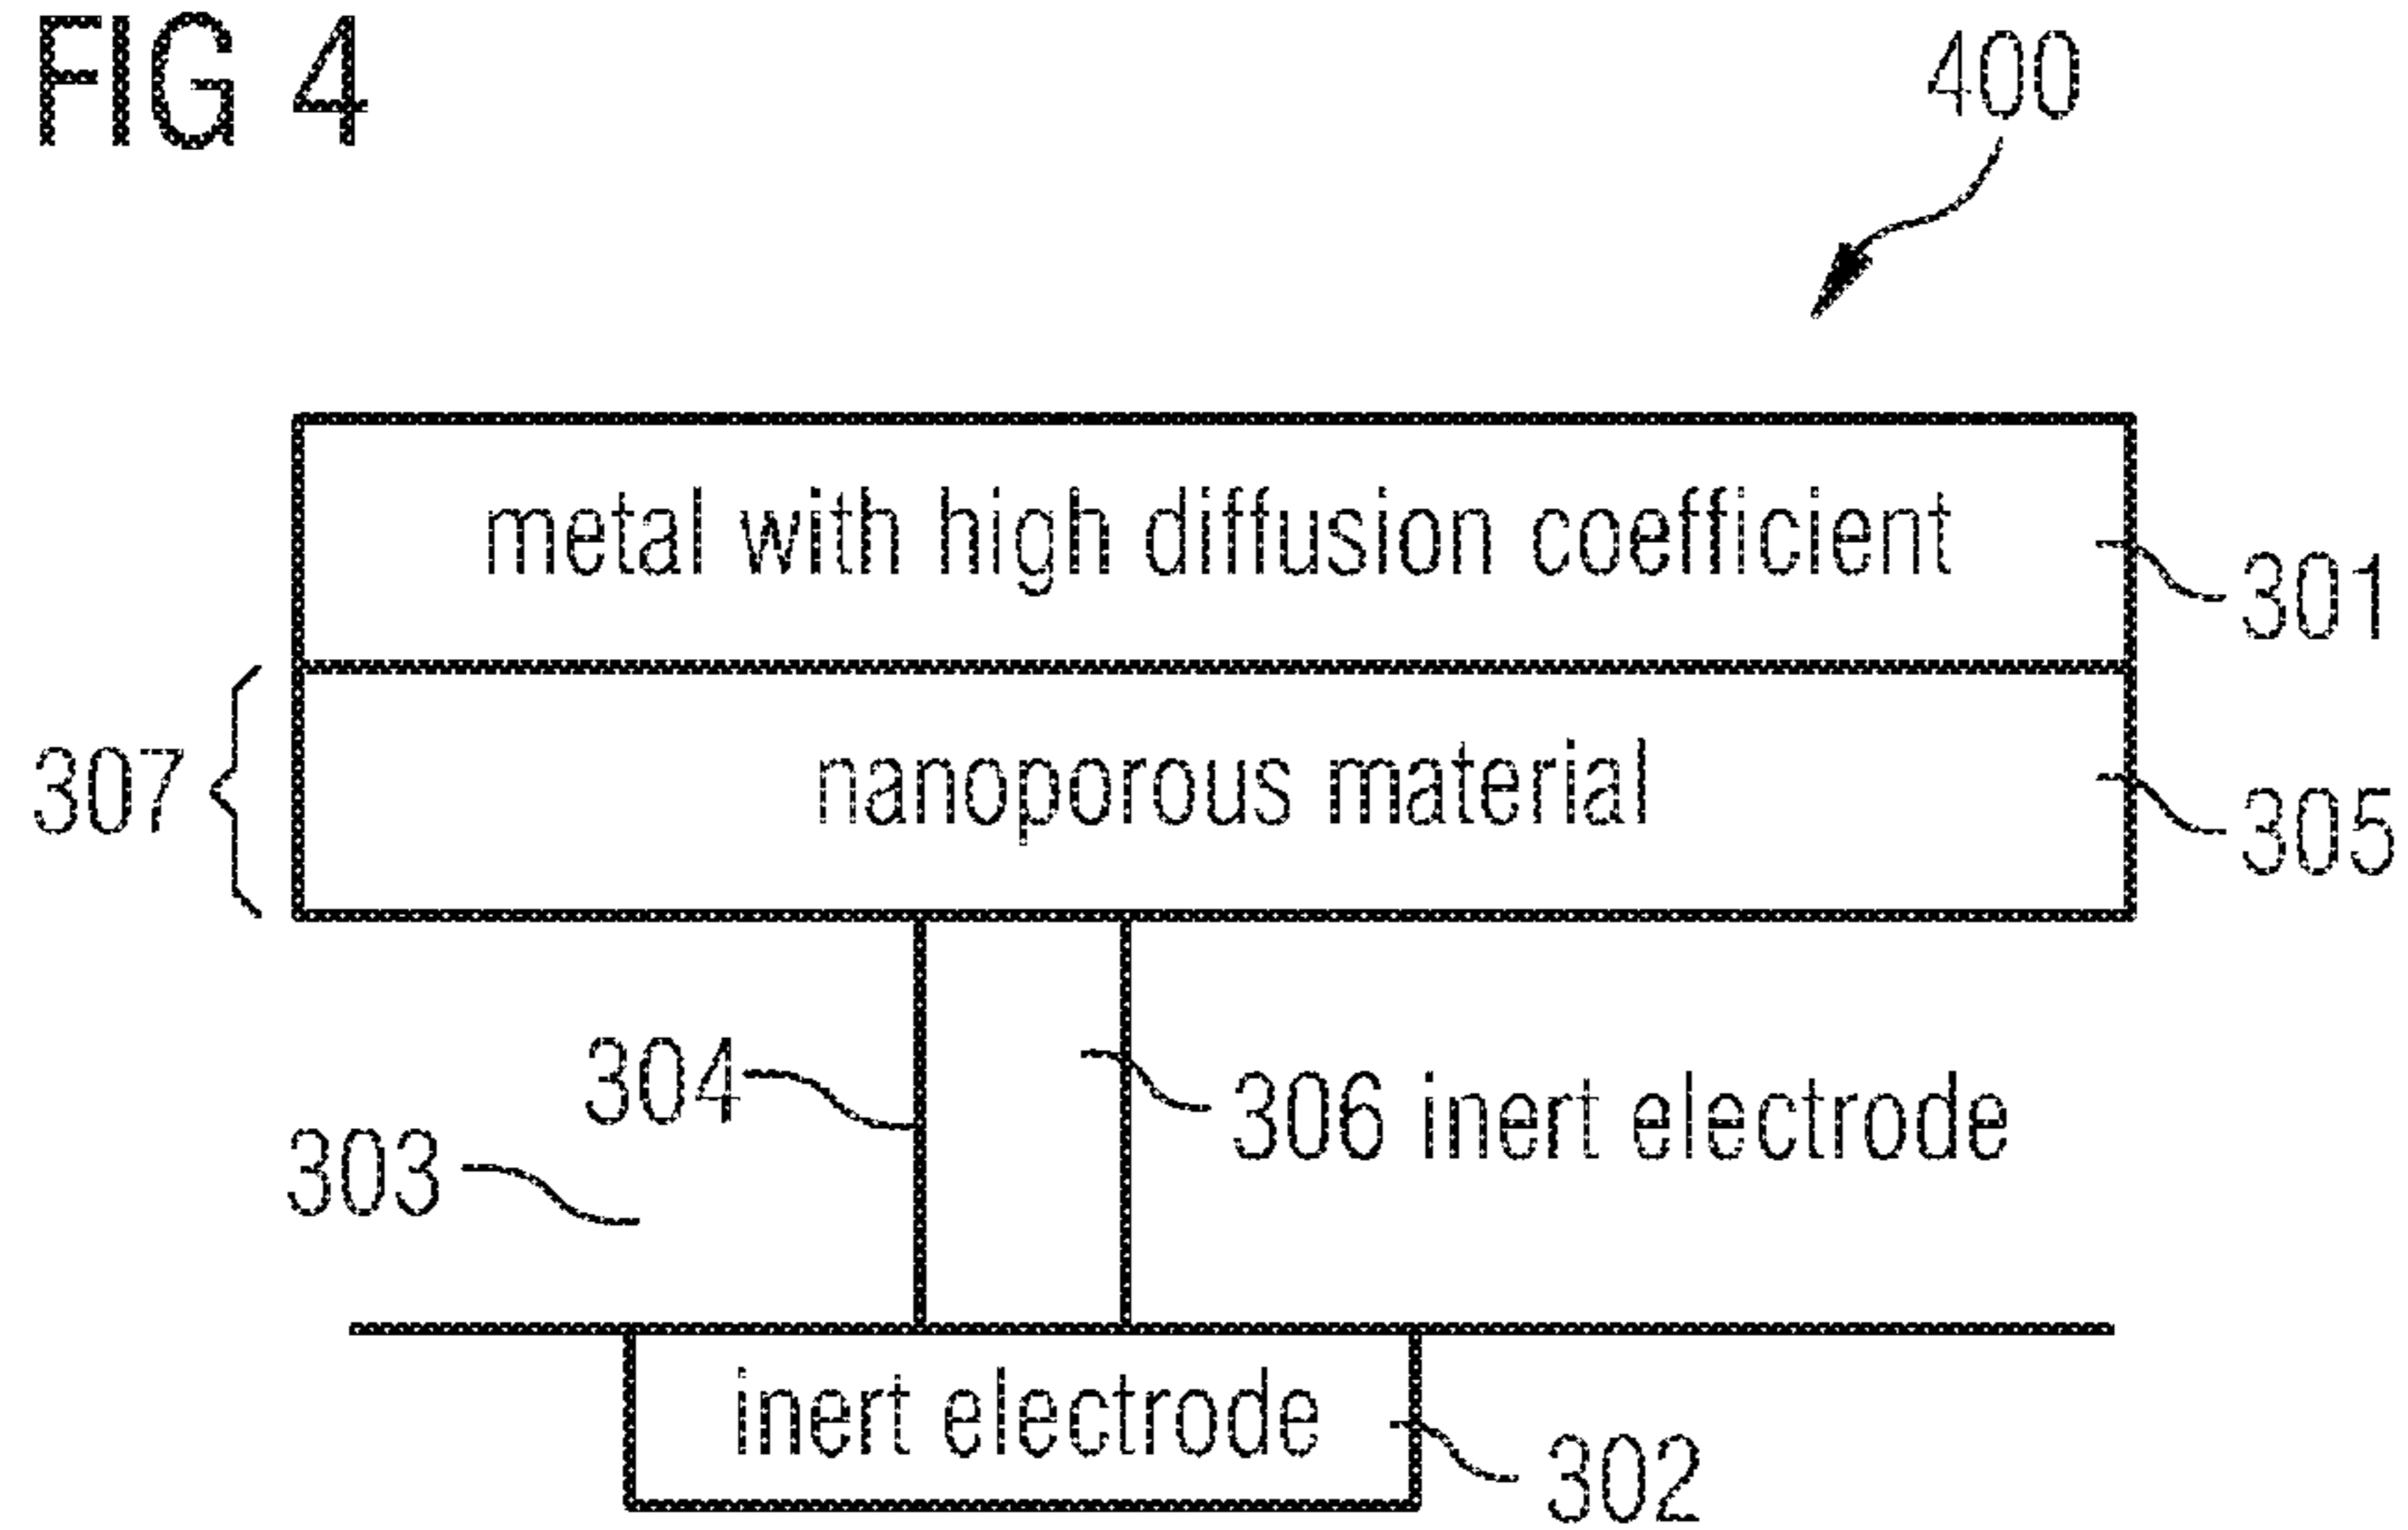 FIG 4
400
metal with high diffusion coefficient
301
307
nanoporous material
305
304
306 inert electrode
303
inert electrode
302